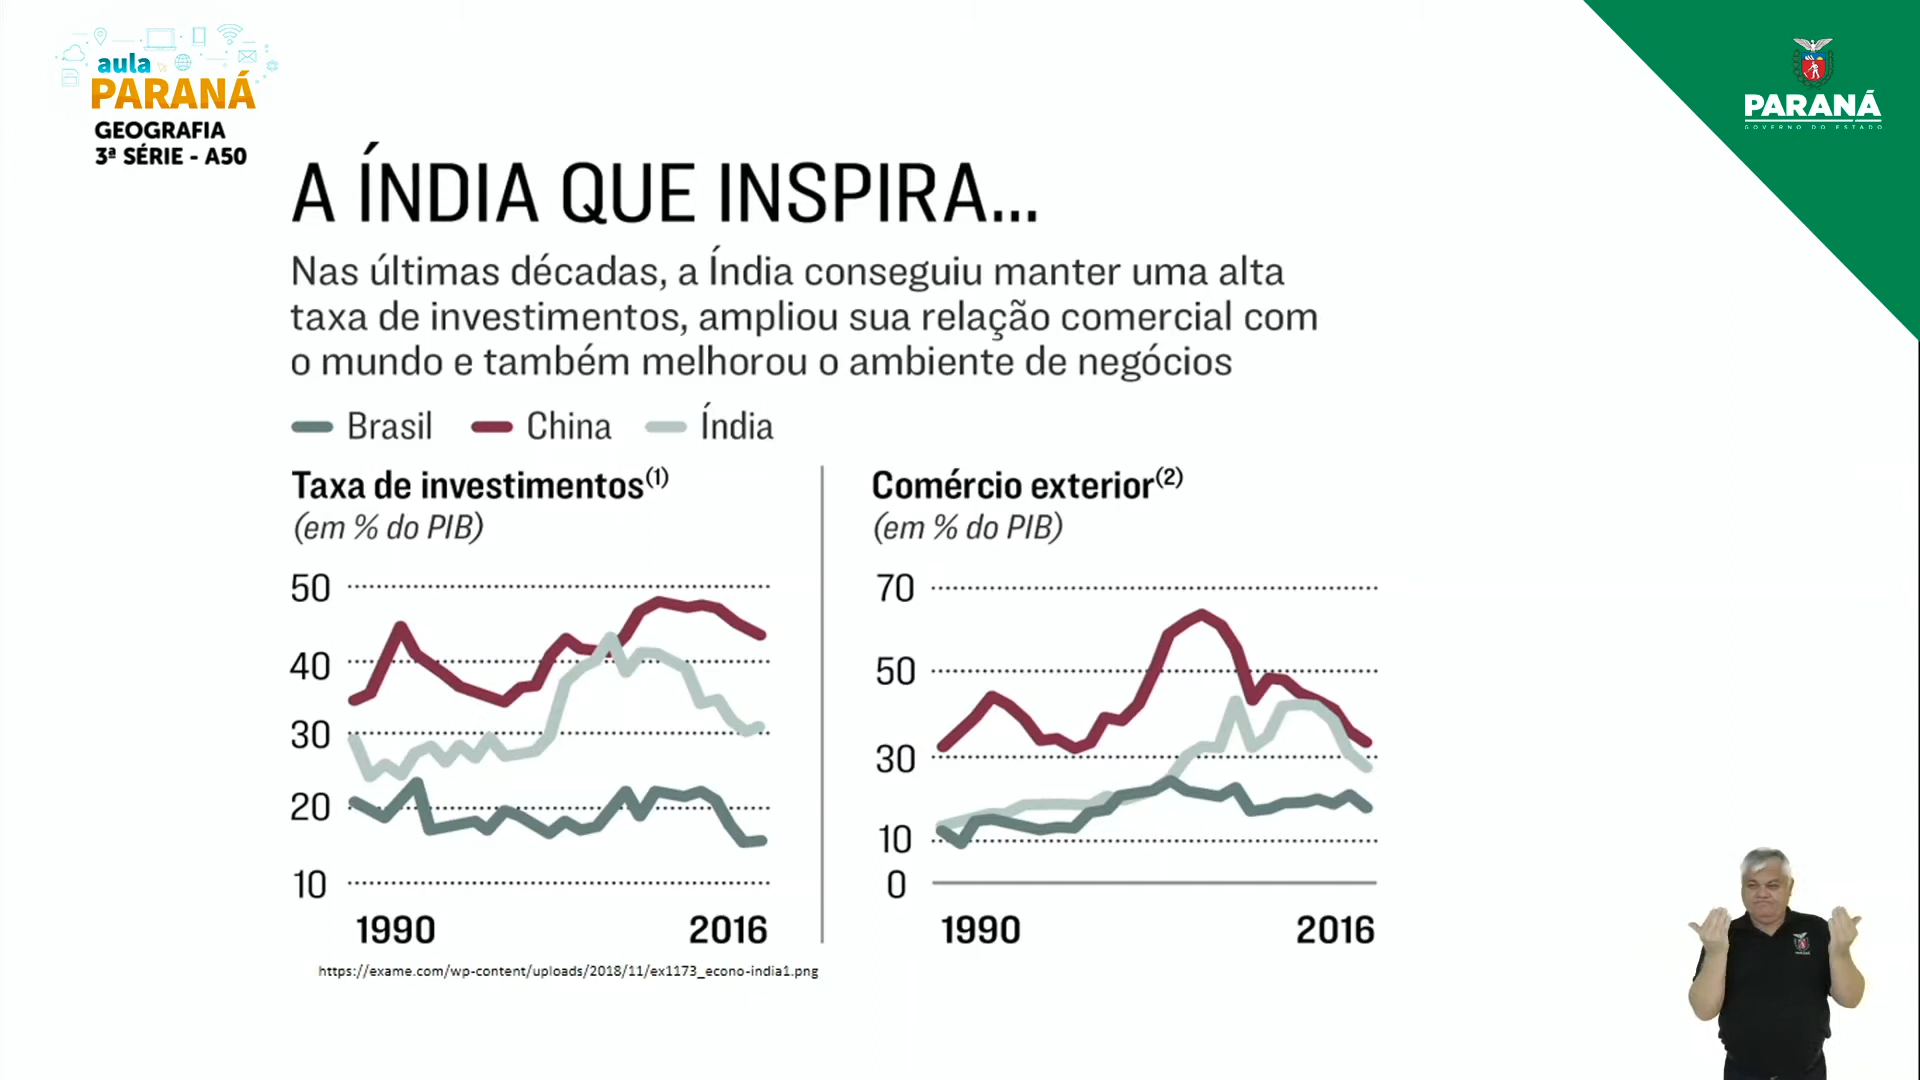 aula
PARANÁ
GEOGRAFIA
3ª SÉRIE - A50
PARANÁ
GOVERNO DO ESTADO
A ÍNDIA QUE INSPIRA...
Nas últimas décadas, a Índia conseguiu manter uma alta
taxa de investimentos, ampliou sua relação comercial com
o mundo e também melhorou o ambiente de negócios
Brasil China Índia
Taxa de investimentos(1)
(em % do PIB)
50
40
30
20
10
1990 2016
Comércio exterior(2)
(em % do PIB)
70
50
30
10
0
1990 2016
https://exame.com/wp-content/uploads/2018/11/ex1173_econo-india1.png